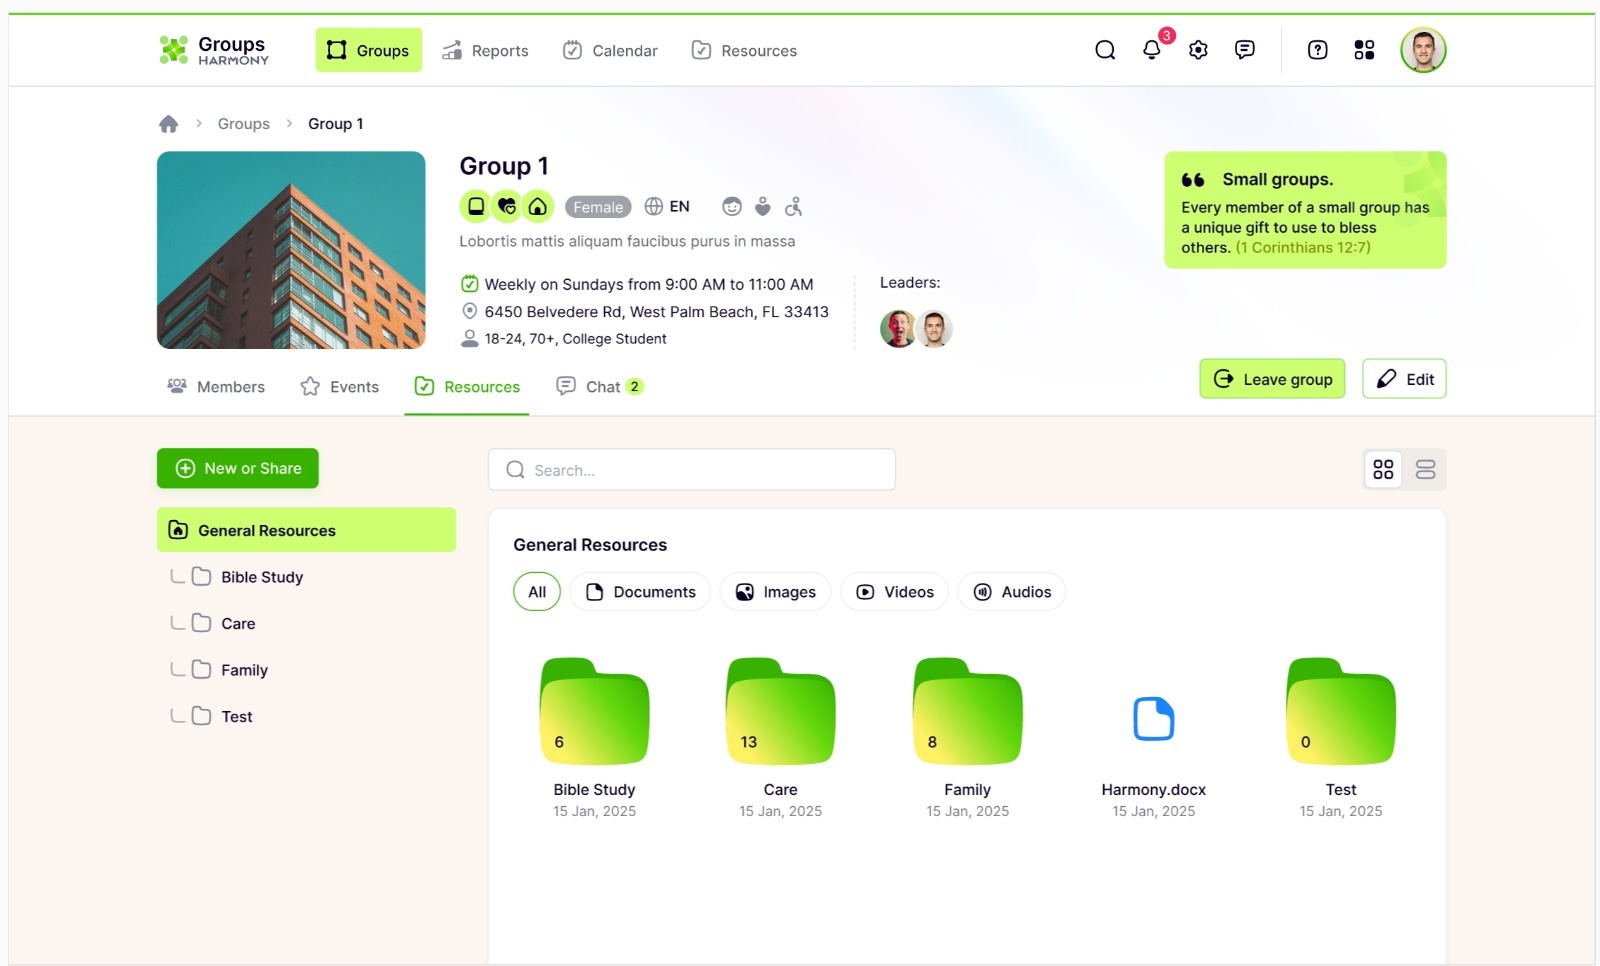 Groups
HARMONY
Groups
Reports
Calendar
Resources
3
Groups
Group 1
Group 1
Female
EN
Lobortis mattis aliquam faucibus purus in massa
Weekly on Sundays from 9:00 AM to 11:00 AM
6450 Belvedere Rd, West Palm Beach, FL 33413
18-24, 70+, College Student
Leaders:
Small groups.
Every member of a small group has
a unique gift to use to bless
others. (1 Corinthians 12:7)
Members
Events
Resources
Chat 2
Leave group
Edit
New or Share
Search...
General Resources
Bible Study
Care
Family
Test
General Resources
All
Documents
Images
Videos
Audios
6
Bible Study
15 Jan, 2025
13
Care
15 Jan, 2025
8
Family
15 Jan, 2025
Harmony.docx
15 Jan, 2025
0
Test
15 Jan, 2025